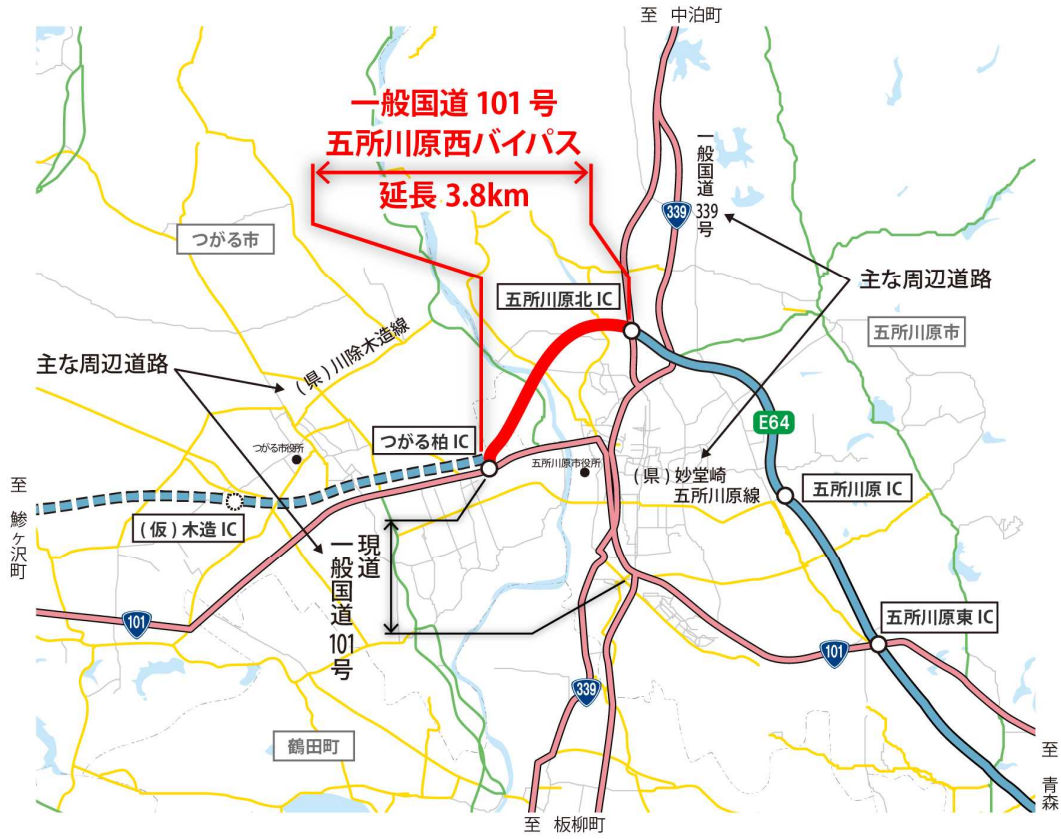 至 中泊町
一般国道 101 号
五所川原西バイパス
延長 3.8km
一般国道 339 号
339
つがる市
主な周辺道路
五所川原北 IC
五所川原市
(県)川除木造線
主な周辺道路
E64
つがる柏 IC
つがる市役所
五所川原市役所
(県)妙堂崎
五所川原線
五所川原 IC
至 鰺ヶ沢町
(仮)木造 IC
現道
一般国道 101 号
101
五所川原東 IC
101
339
鶴田町
至 青森
至 板柳町